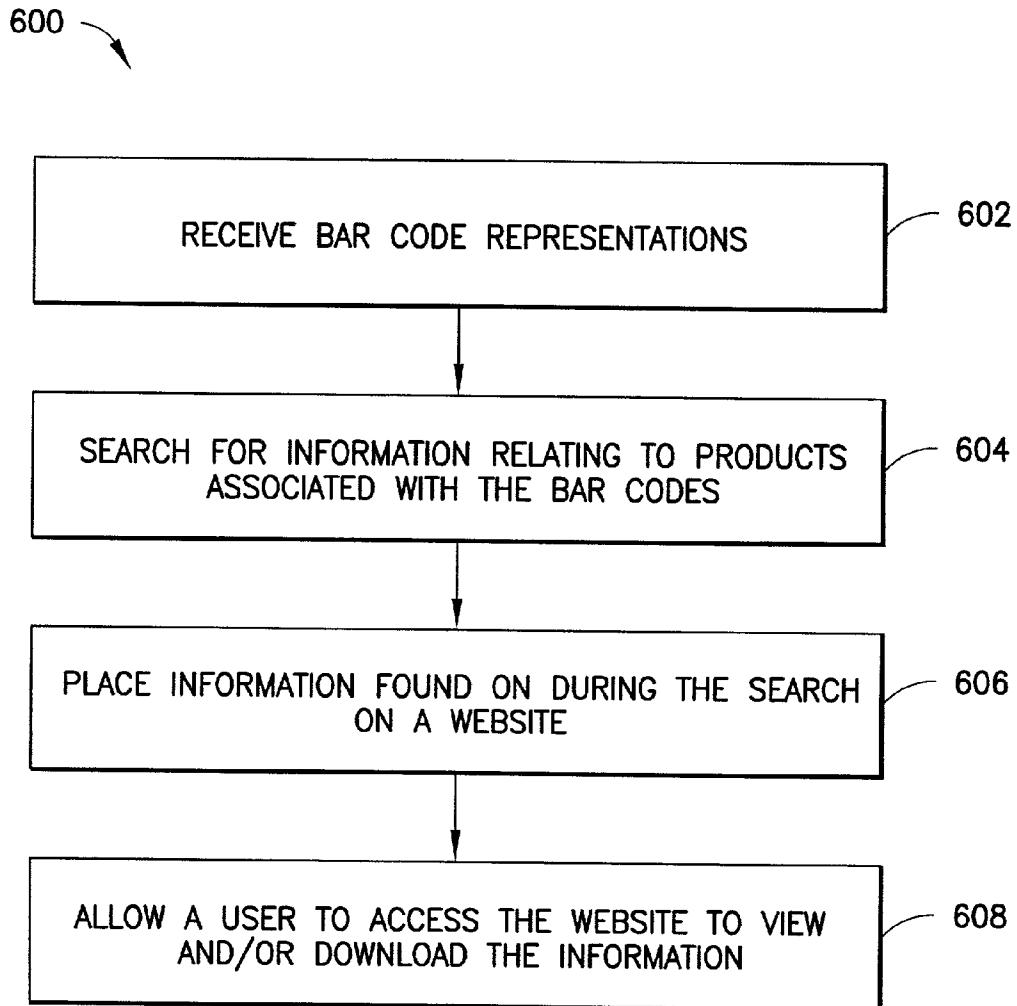 600
RECEIVE BAR CODE REPRESENTATIONS
602
SEARCH FOR INFORMATION RELATING TO PRODUCTS
ASSOCIATED WITH THE BAR CODES
604
PLACE INFORMATION FOUND ON DURING THE SEARCH
ON A WEBSITE
606
ALLOW A USER TO ACCESS THE WEBSITE TO VIEW
AND/OR DOWNLOAD THE INFORMATION
608